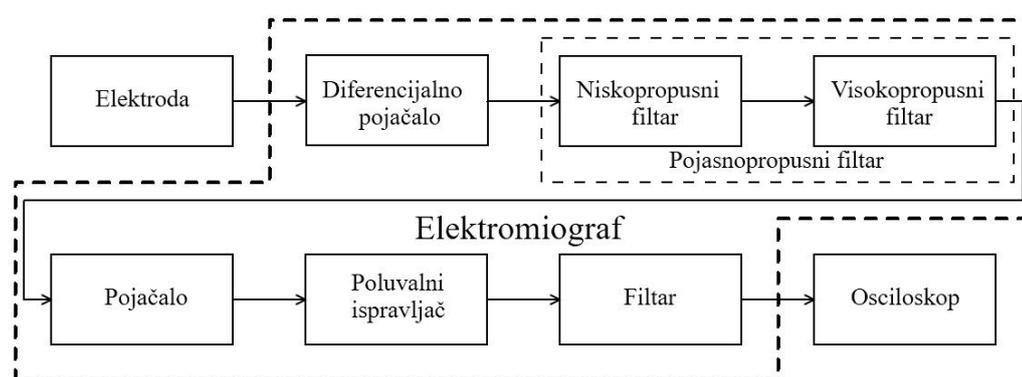 Elektroda
Diferencijalno
pojačalo
Niskopropusni
filtar
Visokopropusni
filtar
Pojasnopropusni filtar
Elektromiograf
Pojačalo
Poluvalni
ispravljač
Filtar
Osciloskop